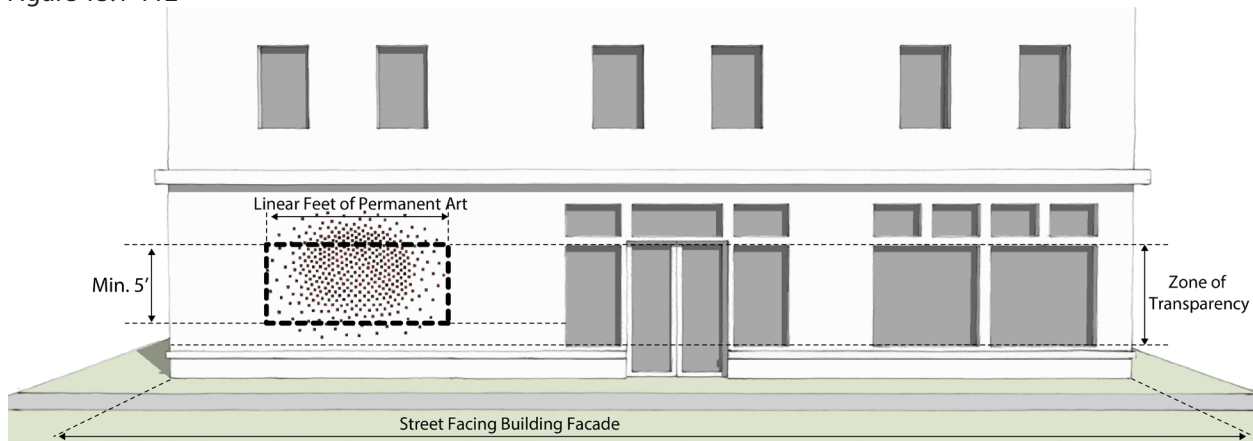 Linear Feet of Permanent Art
Min. 5’
Zone of
Transparency
Street Facing Building Facade